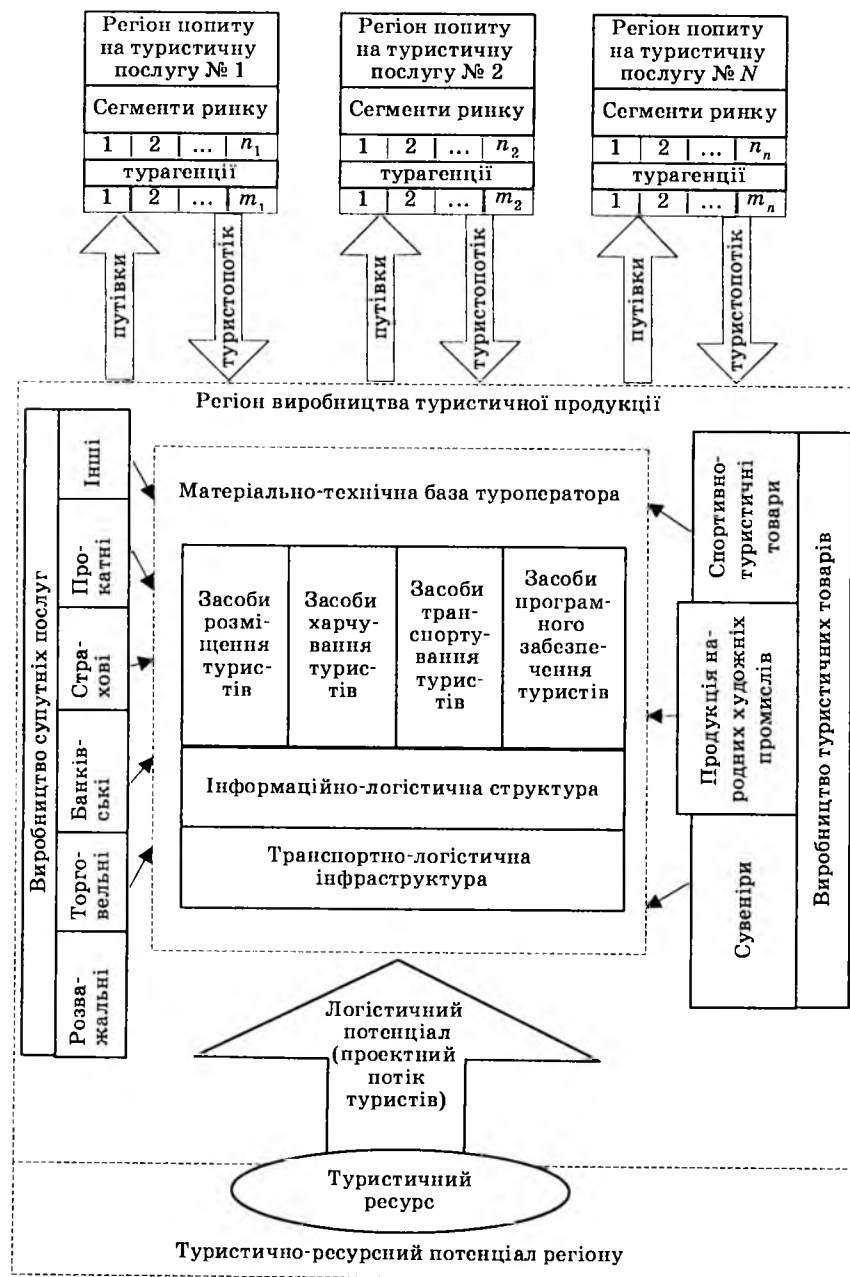 Регіон попиту
на туристичну
послугу № 1
Сегменти ринку
1 2 ... n₁
турагенції
1 2 ... m₁
Регіон попиту
на туристичну
послугу № 2
Сегменти ринку
1 2 ... n₂
турагенції
1 2 ... m₂
Регіон попиту
на туристичну
послугу № N
Сегменти ринку
1 2 ... nₙ
турагенції
1 2 ... mₙ
путівки
туристопотік
путівки
туристопотік
путівки
туристопотік
Регіон виробництва туристичної продукції
Виробництво супутніх послуг
Інші
Про-
катні
Стра-
хові
Банків-
ські
Торго-
вельні
Розва-
жальні
Матеріально-технічна база туроператора
Засоби
розмі-
щення
турис-
тів
Засоби
харчу-
вання
турис-
тів
Засоби
тран-
спорту-
вання
турис-
тів
Засоби
програм-
ного
забезпе-
чення
туристів
Інформаційно-логістична структура
Транспортно-логістична
інфраструктура
Спортивно-
туристичні
товари
Продукція на-
родних художніх
промислів
Сувеніри
Виробництво туристичних товарів
Логістичний
потенціал
(проектний
потік
туристів)
Туристичний
ресурс
Туристично-ресурсний потенціал регіону